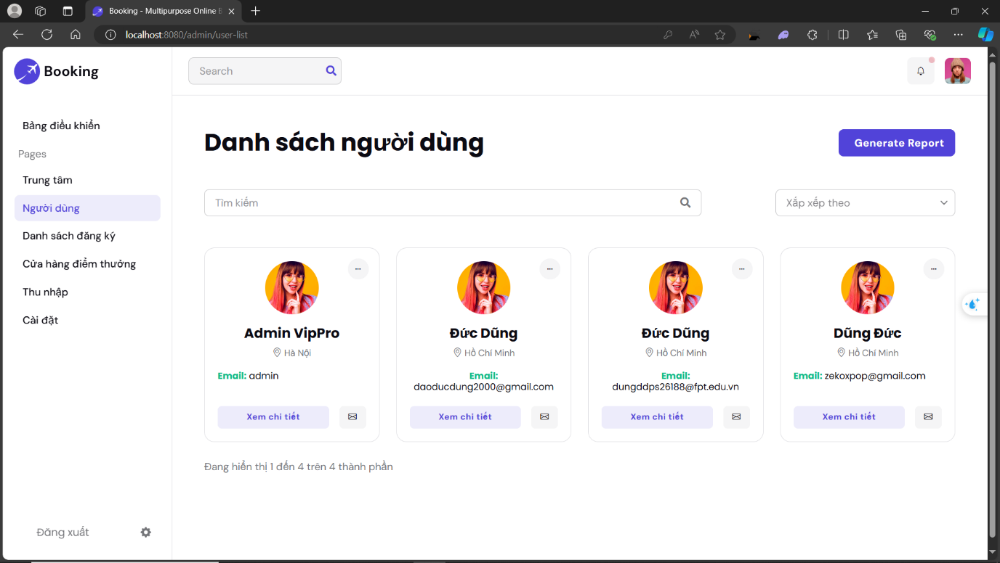 Booking - Multipurpose Online B
localhost:8080/admin/user-list
Booking
Search
Bảng điều khiển
Pages
Trung tâm
Người dùng
Danh sách đăng ký
Cửa hàng điểm thưởng
Thu nhập
Cài đặt
Đăng xuất
Danh sách người dùng
Generate Report
Tìm kiếm
Xắp xếp theo
Admin VipPro
Hà Nội
Email: admin
Xem chi tiết
Đức Dũng
Hồ Chí Minh
Email:
daoducdung2000@gmail.com
Xem chi tiết
Đức Dũng
Hồ Chí Minh
Email:
dungddps26188@fpt.edu.vn
Xem chi tiết
Dũng Đức
Hồ Chí Minh
Email: zekoxpop@gmail.com
Xem chi tiết
Đang hiển thị 1 đến 4 trên 4 thành phần